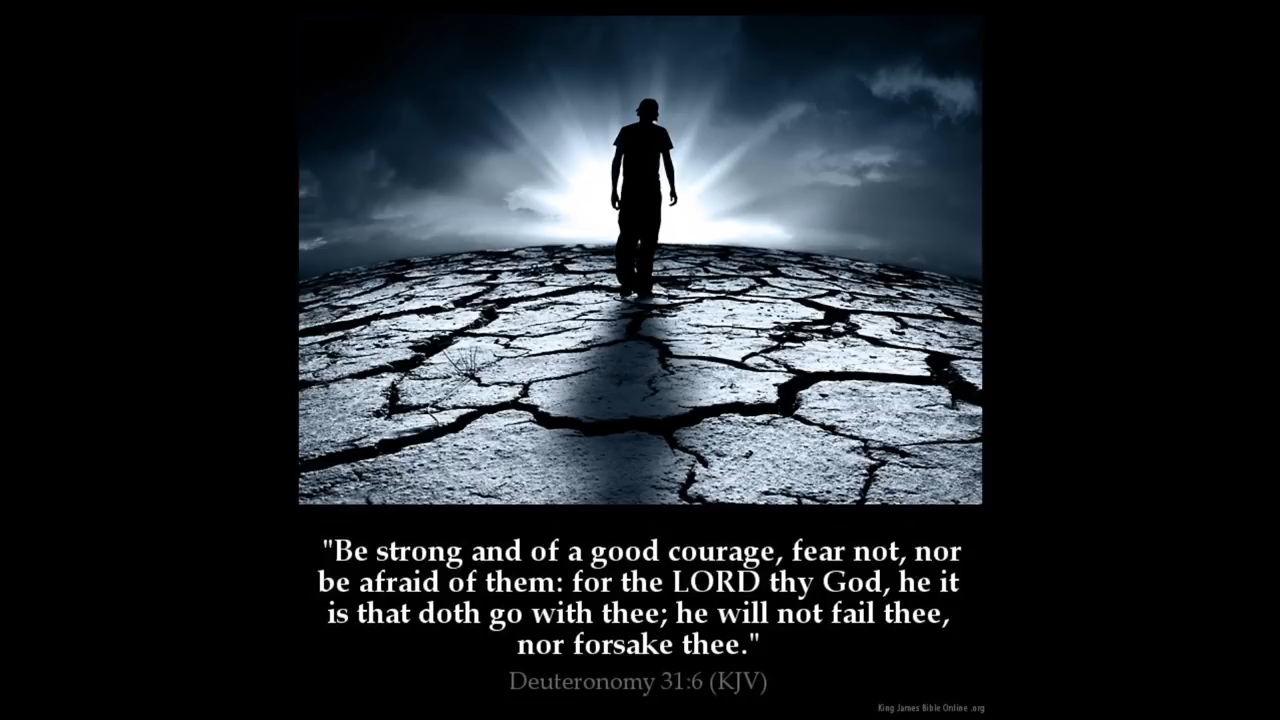 "Be strong and of a good courage, fear not, nor
be afraid of them: for the LORD thy God, he it
is that doth go with thee; he will not fail thee,
nor forsake thee."
Deuteronomy 31:6 (KJV)
King James Bible Online .org